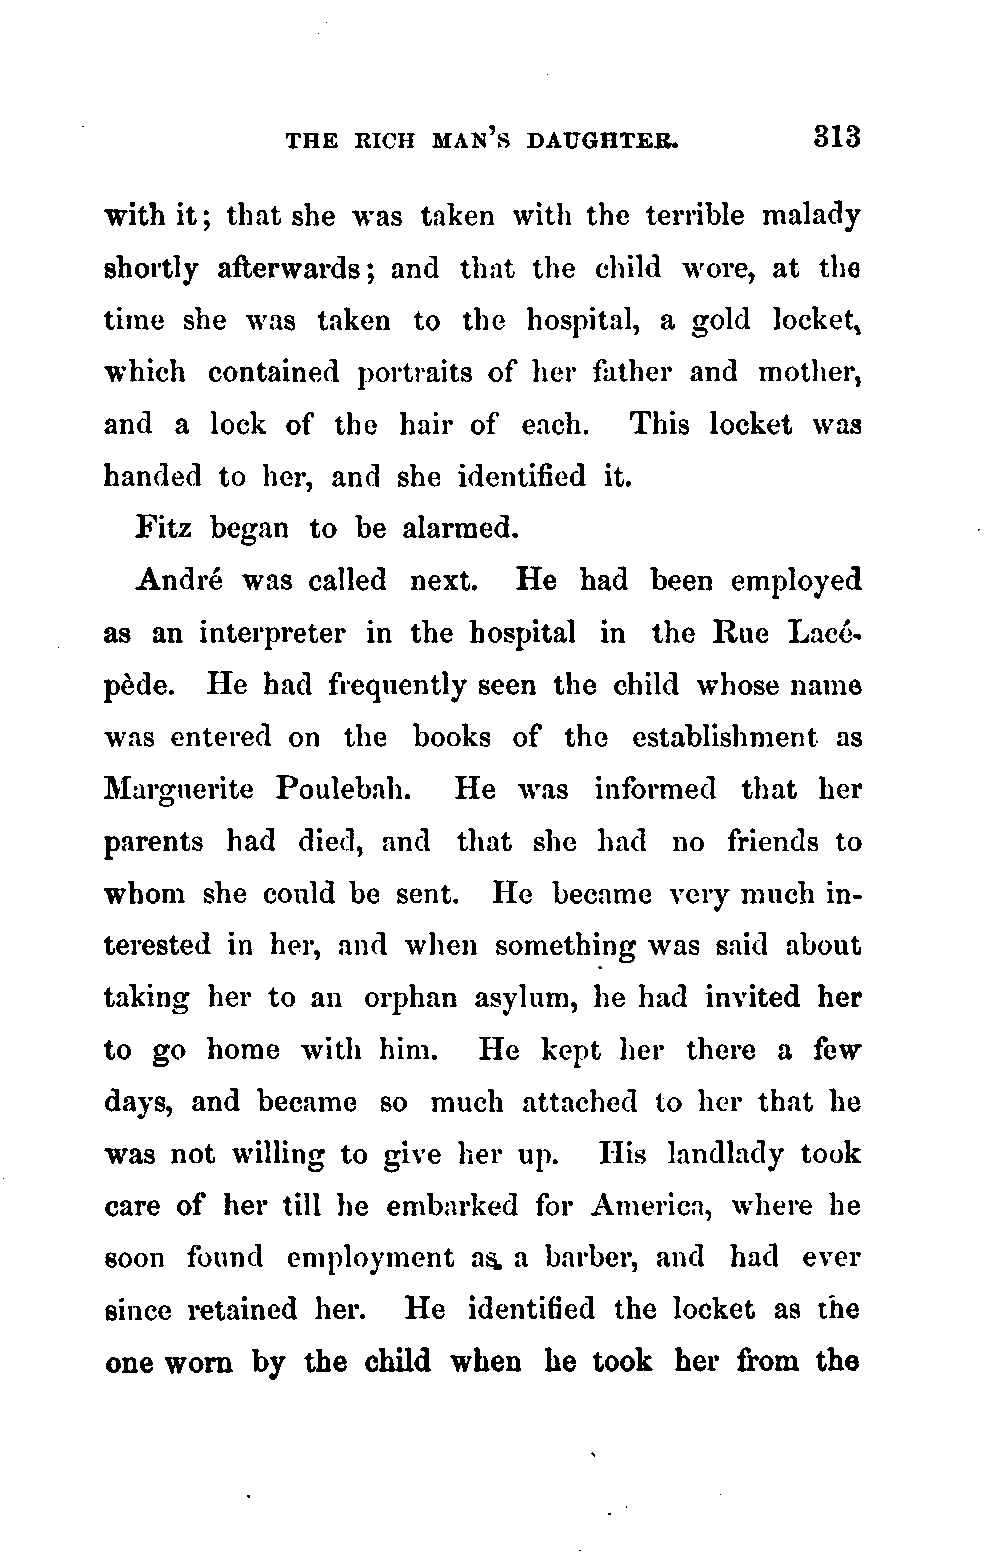 THE RICH MAN'S DAUGHTER. 313
with it; that she was taken with the terrible malady
shortly afterwards; and that the child wore, at the
time she was taken to the hospital, a gold locket,
which contained portraits of her father and mother,
and a lock of the hair of each. This locket was
handed to her, and she identified it.
Fitz began to be alarmed.
André was called next. He had been employed
as an interpreter in the hospital in the Rue Lacé-
pède. He had frequently seen the child whose name
was entered on the books of the establishment as
Marguerite Poulebah. He was informed that her
parents had died, and that she had no friends to
whom she could be sent. He became very much in-
terested in her, and when something was said about
taking her to an orphan asylum, he had invited her
to go home with him. He kept her there a few
days, and became so much attached to her that he
was not willing to give her up. His landlady took
care of her till he embarked for America, where he
soon found employment as a barber, and had ever
since retained her. He identified the locket as the
one worn by the child when he took her from the